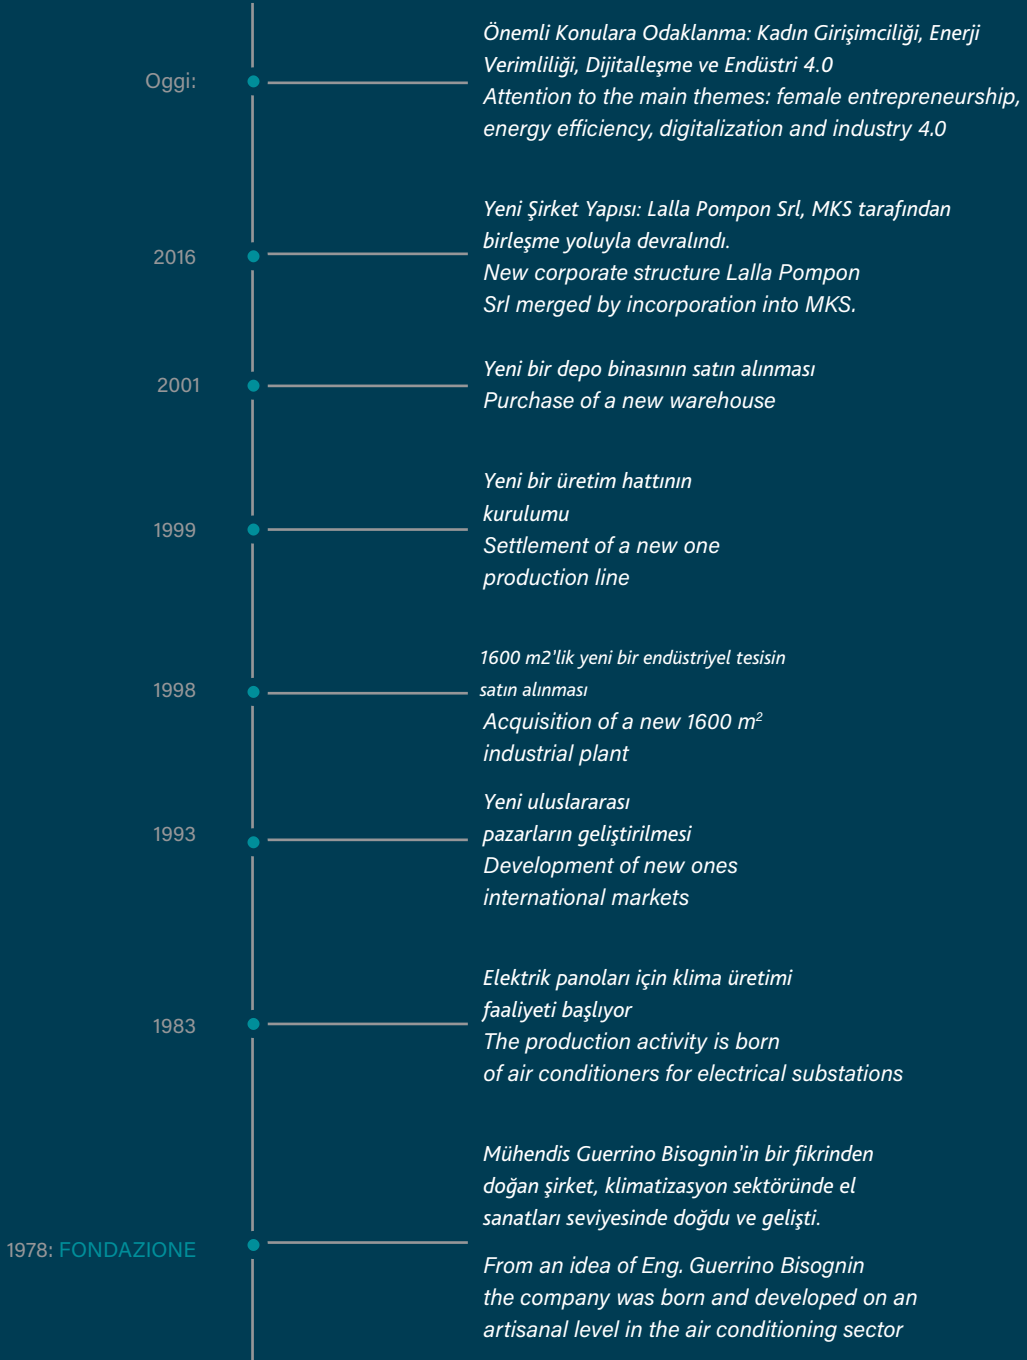 Oggi:
Önemli Konulara Odaklanma: Kadın Girişimciliği, Enerji
Verimliliği, Dijitalleşme ve Endüstri 4.0
Attention to the main themes: female entrepreneurship,
energy efficiency, digitalization and industry 4.0
2016
Yeni Şirket Yapısı: Lalla Pompon Srl, MKS tarafından
birleşme yoluyla devralındı.
New corporate structure Lalla Pompon
Srl merged by incorporation into MKS.
2001
Yeni bir depo binasının satın alınması
Purchase of a new warehouse
1999
Yeni bir üretim hattının
kurulumu
Settlement of a new one
production line
1998
1600 m2'lik yeni bir endüstriyel tesisin
satın alınması
Acquisition of a new 1600 m²
industrial plant
1993
Yeni uluslararası
pazarların geliştirilmesi
Development of new ones
international markets
1983
Elektrik panoları için klima üretimi
faaliyeti başlıyor
The production activity is born
of air conditioners for electrical substations
1978: FONDAZIONE
Mühendis Guerrino Bisognin'in bir fikrinden
doğan şirket, klimatizasyon sektöründe el
sanatları seviyesinde doğdu ve gelişti.
From an idea of Eng. Guerrino Bisognin
the company was born and developed on an
artisanal level in the air conditioning sector